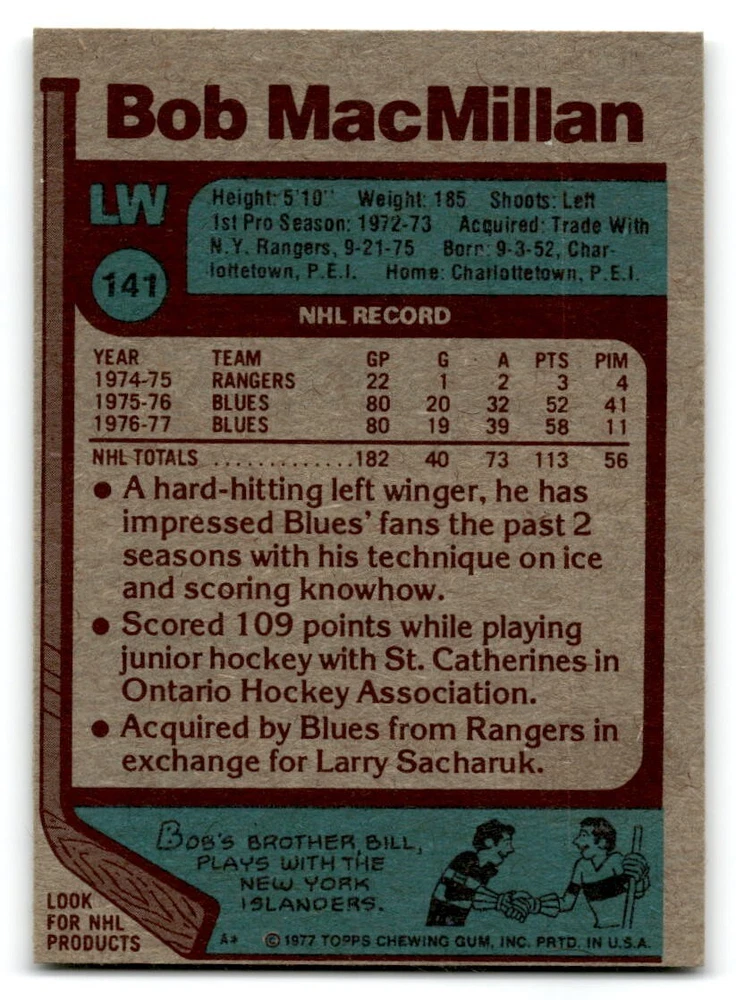 Bob MacMillan
LW
141
Height: 5'10" Weight: 185 Shoots: Left
1st Pro Season: 1972-73 Acquired: Trade With
N.Y. Rangers, 9-21-75 Born: 9-3-52, Char-
lottetown, P.E.I. Home: Charlottetown, P.E.I.
NHL RECORD
YEAR TEAM GP G A PTS PIM
1974-75 RANGERS 22 1 2 3 4
1975-76 BLUES 80 20 32 52 41
1976-77 BLUES 80 19 39 58 11
NHL TOTALS .............182 40 73 113 56
● A hard-hitting left winger, he has
impressed Blues' fans the past 2
seasons with his technique on ice
and scoring knowhow.
● Scored 109 points while playing
junior hockey with St. Catherines in
Ontario Hockey Association.
● Acquired by Blues from Rangers in
exchange for Larry Sacharuk.
BOB'S BROTHER, BILL,
PLAYS WITH THE
NEW YORK
ISLANDERS.
LOOK
FOR NHL
PRODUCTS
A* © 1977 TOPPS CHEWING GUM, INC. PRTD. IN U.S.A.